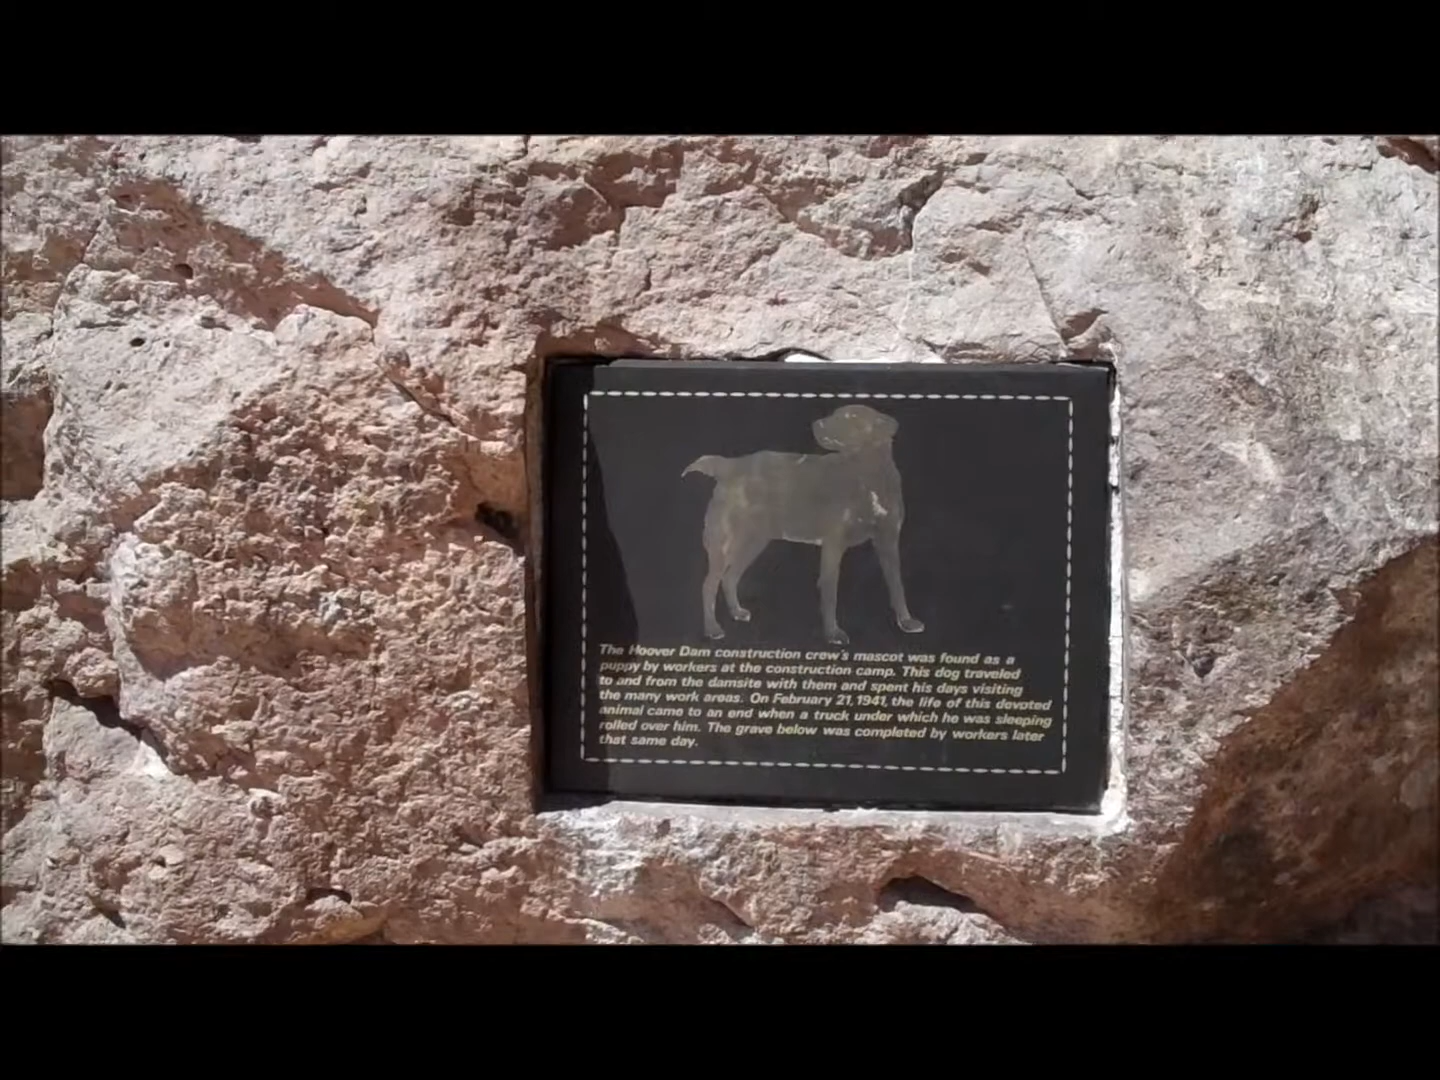 The Hoover Dam construction crew's mascot was found as a
puppy by workers at the construction camp. This dog traveled
to and from the damsite with them and spent his days visiting
the many work areas. On February 21, 1941, the life of this devoted
animal came to an end when a truck under which he was sleeping
rolled over him. The grave below was completed by workers later
that same day.